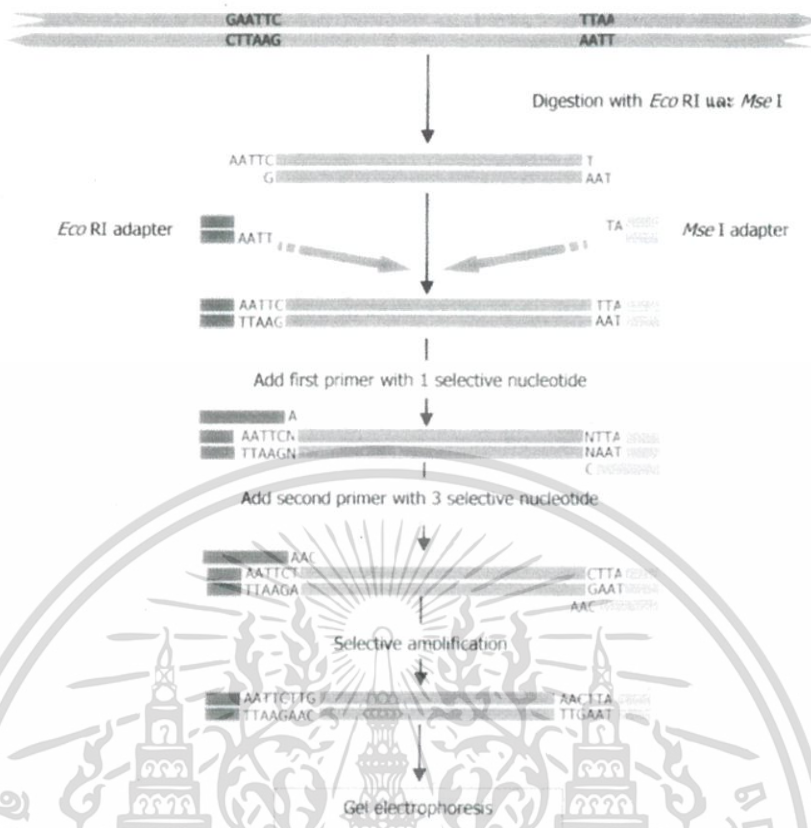 GAATTC TTAA
CTTAAG AATT
Digestion with Eco RI และ Mse I
AATTC T
G AAT
Eco RI adapter AATT TA Mse I adapter
AATTC TTA
TTAAG AAT
Add first primer with 1 selective nucleotide
A
AATTCN NTTA
TTAAGN NAAT
C
Add second primer with 3 selective nucleotide
AAC
AATTCT CTTA
TTAAGA GAAT
AAC
Selective amplification
AATTCTTG AACTTA
TTAAGAAC TTGAAT
Gel electrophoresis